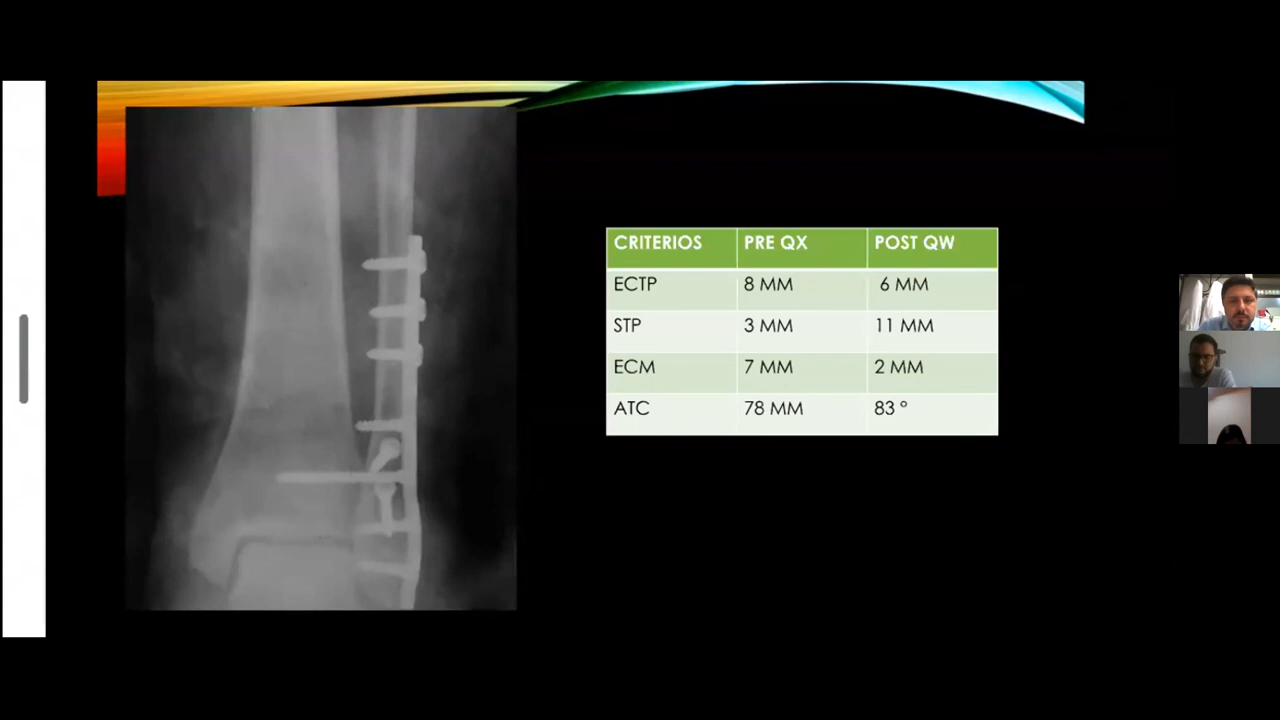 CRITERIOS PRE QX POST QW
ECTP 8 MM 6 MM
STP 3 MM 11 MM
ECM 7 MM 2 MM
ATC 78 MM 83 °